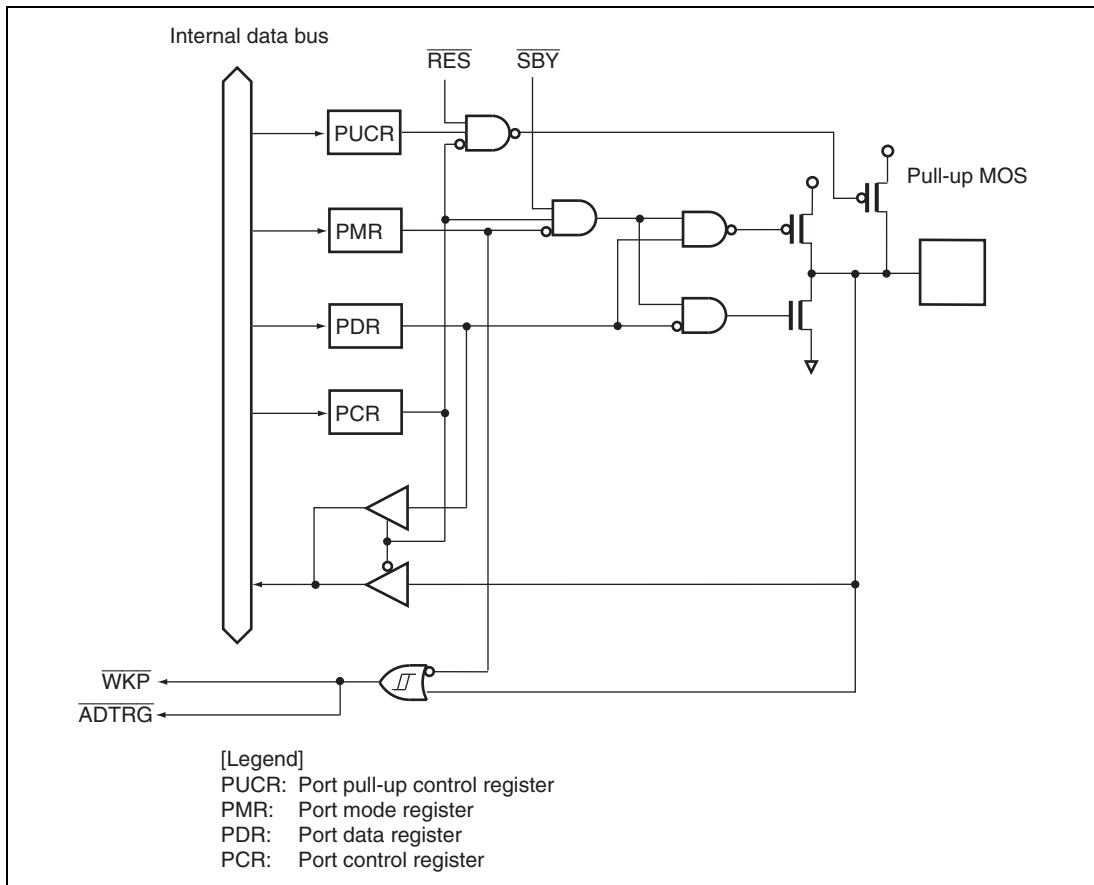 Internal data bus
RES
SBY
PUCR
Pull-up MOS
PMR
PDR
PCR
WKP
ADTRG
[Legend]
PUCR: Port pull-up control register
PMR: Port mode register
PDR: Port data register
PCR: Port control register